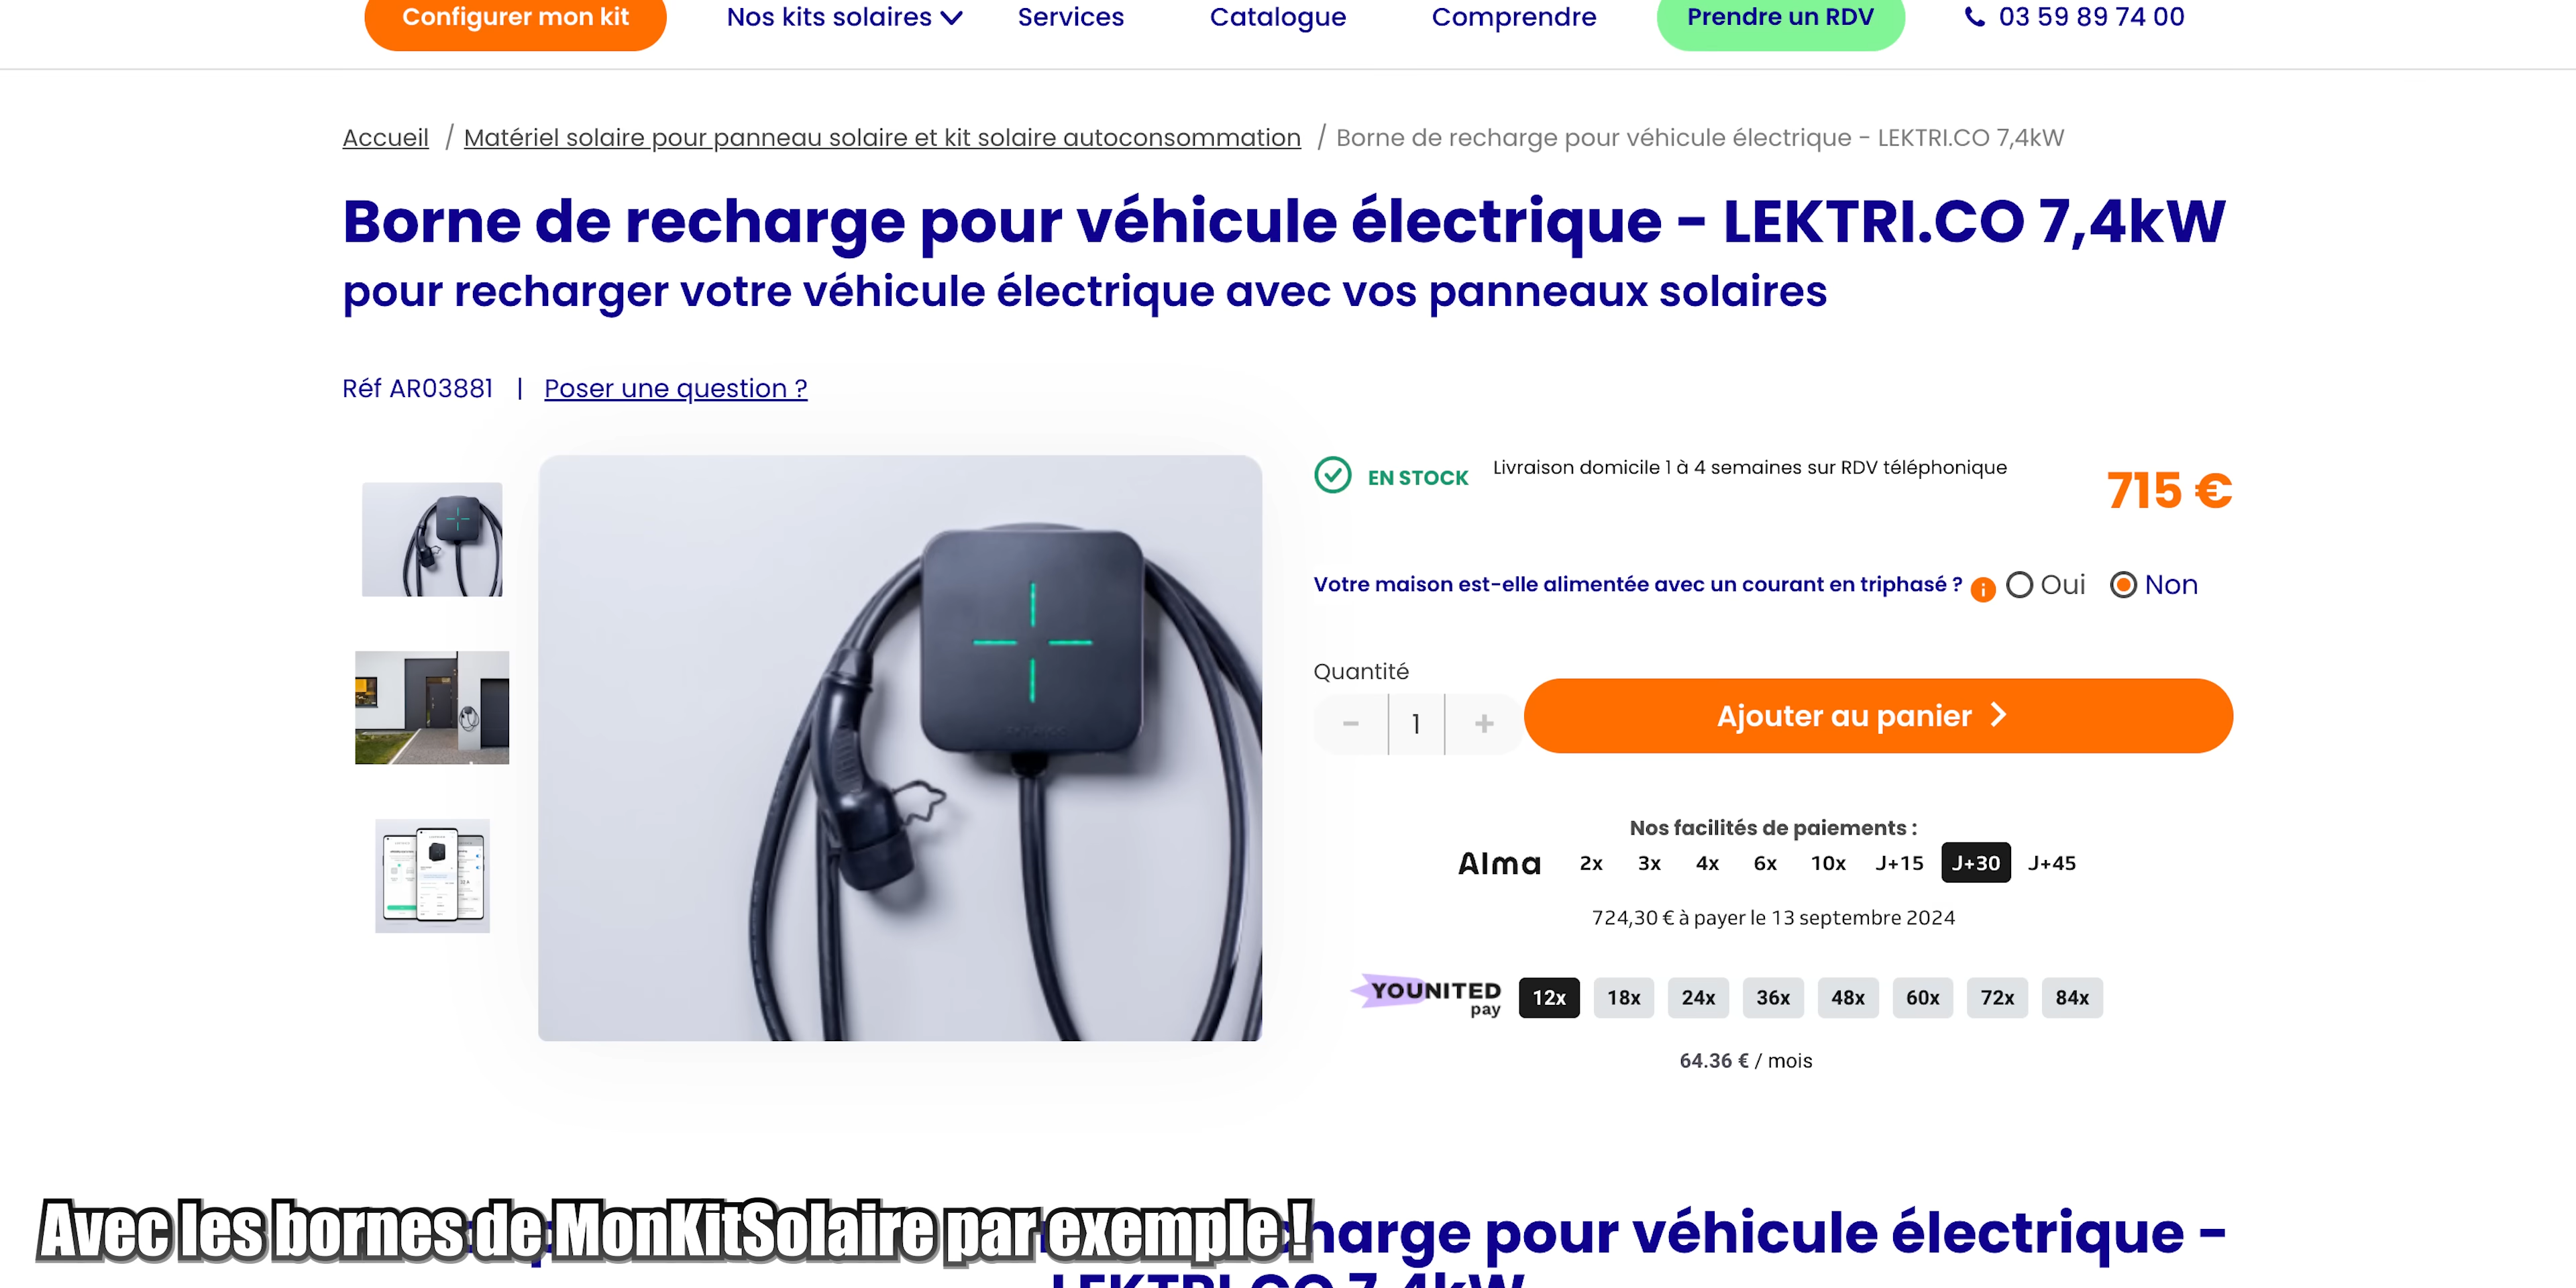 Configurer mon kit
Nos kits solaires
Services
Catalogue
Comprendre
Prendre un RDV
03 59 89 74 00
Accueil / Matériel solaire pour panneau solaire et kit solaire autoconsommation / Borne de recharge pour véhicule électrique - LEKTRI.CO 7,4kW
Borne de recharge pour véhicule électrique - LEKTRI.CO 7,4kW
pour recharger votre véhicule électrique avec vos panneaux solaires
Réf AR03881 | Poser une question ?
EN STOCK
Livraison domicile 1 à 4 semaines sur RDV téléphonique
715 €
Votre maison est-elle alimentée avec un courant en triphasé ? i Oui Non
Quantité
- 1 +
Ajouter au panier
Nos facilités de paiements :
Alma 2x 3x 4x 6x 10x J+15 J+30 J+45
724,30 € à payer le 13 septembre 2024
YOUNITED pay 12x 18x 24x 36x 48x 60x 72x 84x
64.36 € / mois
Avec les bornes de MonKitSolaire par exemple !
harge pour véhicule électrique -
LEKTRI.CO 7,4kW